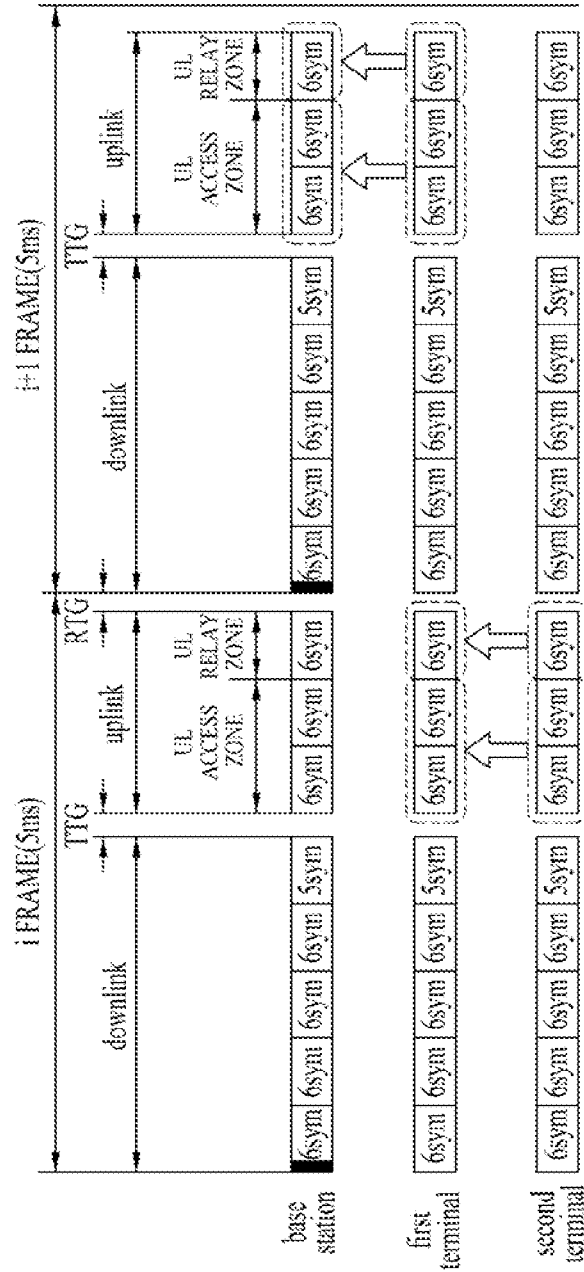 i FRAME(5ms)
i+1 FRAME(5ms)
TTG
RTG
TTG
downlink
uplink
downlink
uplink
UL
ACCESS
ZONE
UL
RELAY
ZONE
UL
ACCESS
ZONE
UL
RELAY
ZONE
base
station
6sym 6sym 6sym 6sym 5sym 6sym 6sym 6sym 6sym 6sym 6sym 6sym 5sym 6sym 6sym 6sym
first
terminal
6sym 6sym 6sym 6sym 5sym 6sym 6sym 6sym 6sym 6sym 6sym 6sym 5sym 6sym 6sym 6sym
second
terminal
6sym 6sym 6sym 6sym 5sym 6sym 6sym 6sym 6sym 6sym 6sym 6sym 5sym 6sym 6sym 6sym